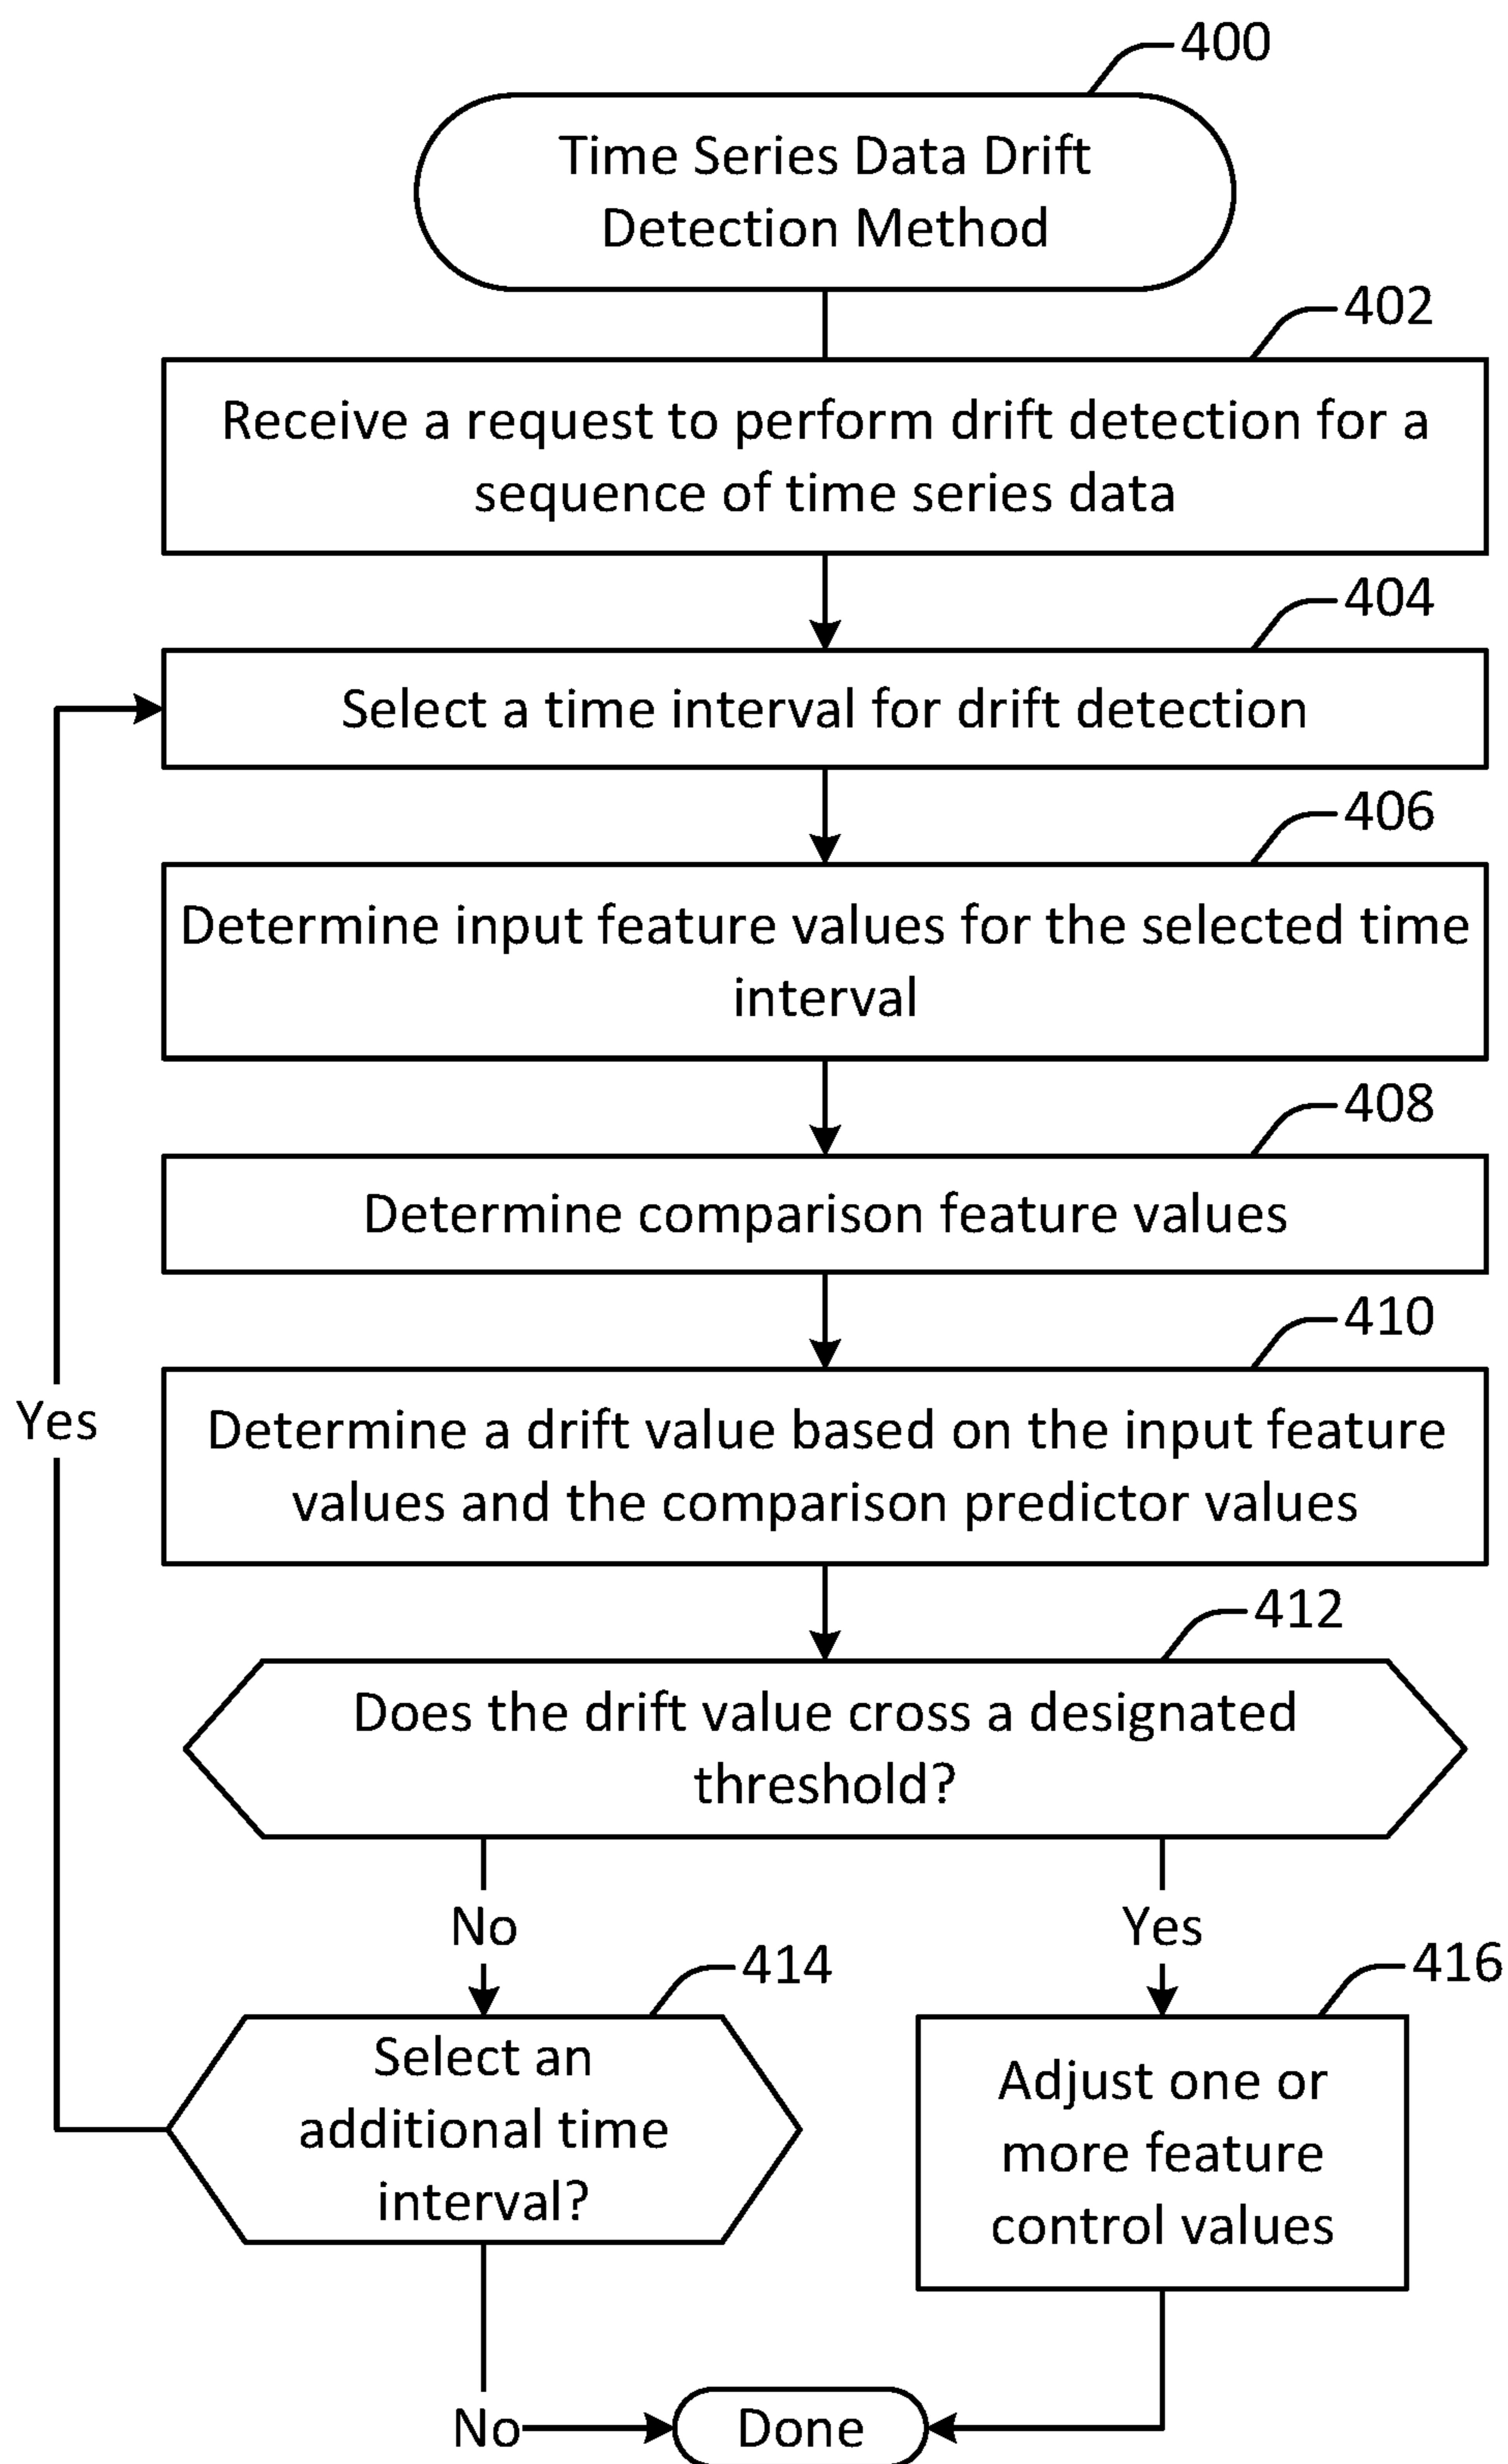 400
Time Series Data Drift
Detection Method
402
Receive a request to perform drift detection for a
sequence of time series data
404
Select a time interval for drift detection
406
Determine input feature values for the selected time
interval
408
Determine comparison feature values
410
Determine a drift value based on the input feature
values and the comparison predictor values
Yes
412
Does the drift value cross a designated
threshold?
No
Yes
414
416
Select an
additional time
interval?
Adjust one or
more feature
control values
No
Done